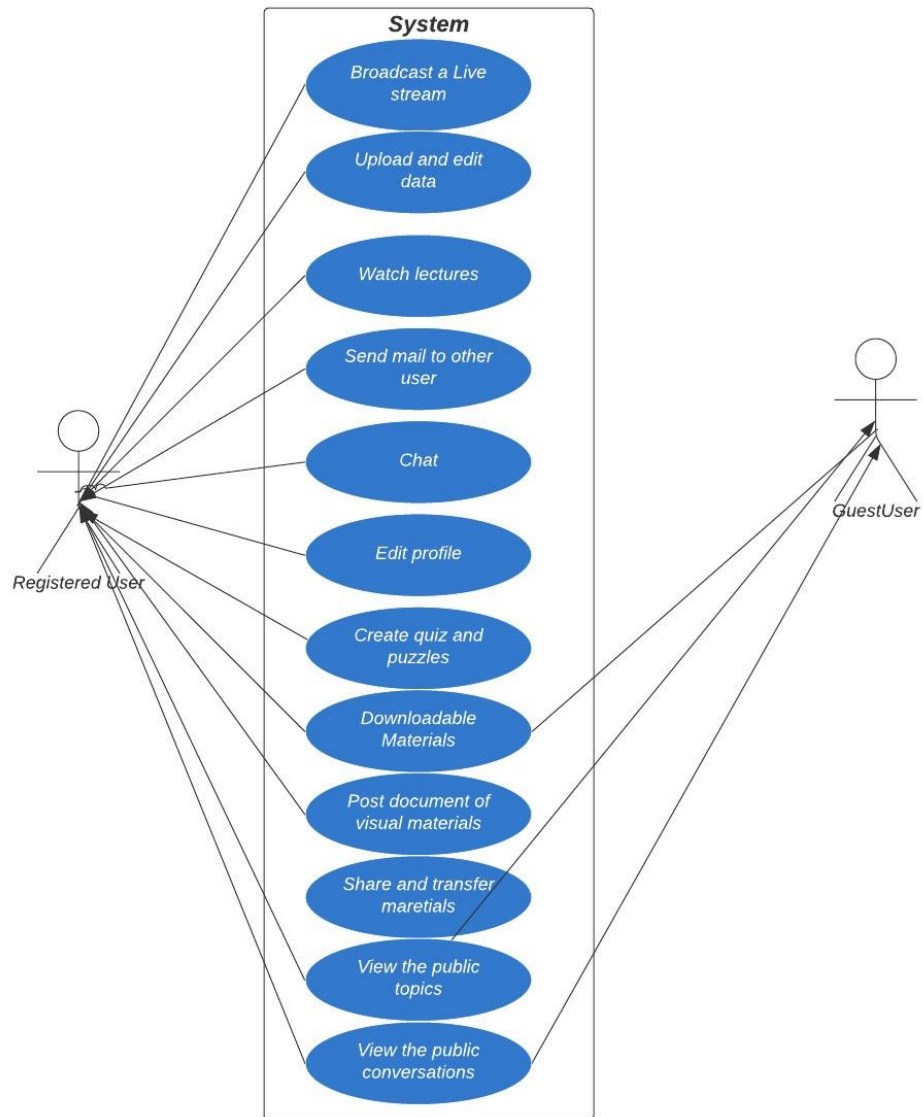 System
Broadcast a Live
stream
Upload and edit
data
Watch lectures
Send mail to other
user
Chat
GuestUser
Edit profile
Registered User
Create quiz and
puzzles
Downloadable
Materials
Post document of
visual materials
Share and transfer
maretials
View the public
topics
View the public
conversations